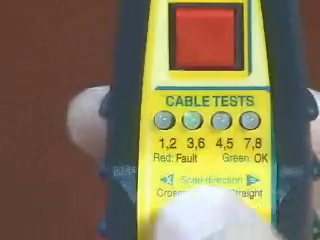 CABLE TESTS
1,2 3,6 4,5 7,8
Red: Fault Green: OK
Scan direction
Straight